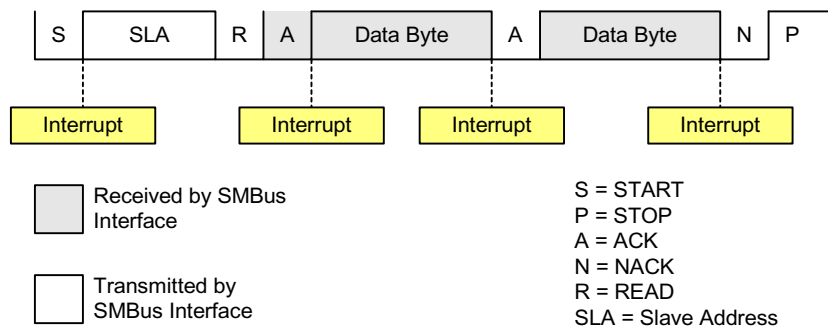 S SLA R A Data Byte A Data Byte N P
Interrupt Interrupt Interrupt Interrupt
Received by SMBus
Interface
Transmitted by
SMBus Interface
S = START
P = STOP
A = ACK
N = NACK
R = READ
SLA = Slave Address